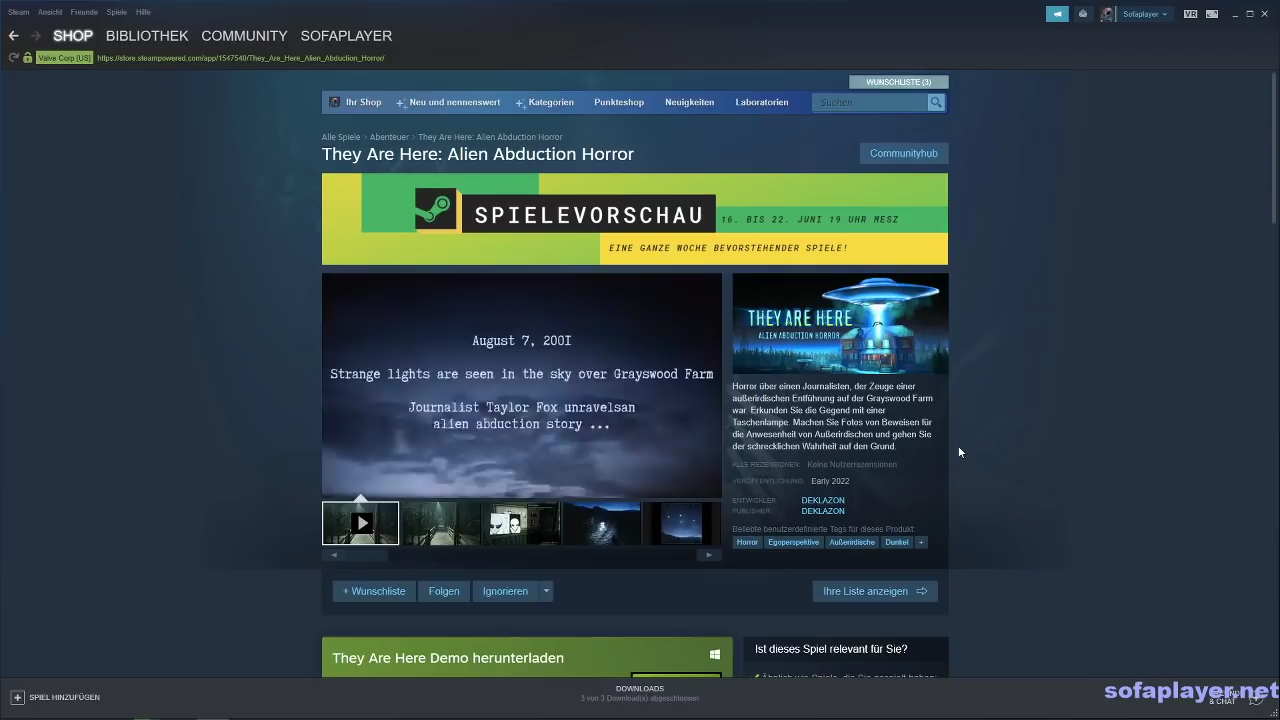 Steam Ansicht Freunde Spiele Hilfe
Sofaplayer
VR
SHOP BIBLIOTHEK COMMUNITY SOFAPLAYER
Valve Corp [US] https://store.steampowered.com/app/1547540/They_Are_Here_Alien_Abduction_Horror/
WUNSCHLISTE (3)
Ihr Shop Neu und nennenswert Kategorien Punkteshop Neuigkeiten Laboratorien Suchen
Alle Spiele > Abenteuer > They Are Here: Alien Abduction Horror
They Are Here: Alien Abduction Horror
Communityhub
SPIELEVORSCHAU
16. BIS 22. JUNI 19 UHR MESZ
EINE GANZE WOCHE BEVORSTEHENDER SPIELE!
August 7, 2001
Strange lights are seen in the sky over Grayswood Farm
Journalist Taylor Fox unravelsan
alien abduction story ...
THEY ARE HERE
ALIEN ABDUCTION HORROR
Horror über einen Journalisten, der Zeuge einer
außerirdischen Entführung auf der Grayswood Farm
war. Erkunden Sie die Gegend mit einer
Taschenlampe. Machen Sie Fotos von Beweisen für
die Anwesenheit von Außerirdischen und gehen Sie
der schrecklichen Wahrheit auf den Grund.
ALLE REZENSIONEN: Keine Nutzerrezensionen
VERÖFFENTLICHUNG: Early 2022
ENTWICKLER: DEKLAZON
PUBLISHER: DEKLAZON
Beliebte benutzerdefinierte Tags für dieses Produkt:
Horror Egoperspektive Außerirdische Dunkel +
+ Wunschliste Folgen Ignorieren
Ihre Liste anzeigen
They Are Here Demo herunterladen
Ist dieses Spiel relevant für Sie?
Ähnlich wie Spiele, die Sie gespielt haben:
SPIEL HINZUFÜGEN
DOWNLOADS
3 von 3 Download(s) abgeschlossen
sofaplayer.net
& CHAT